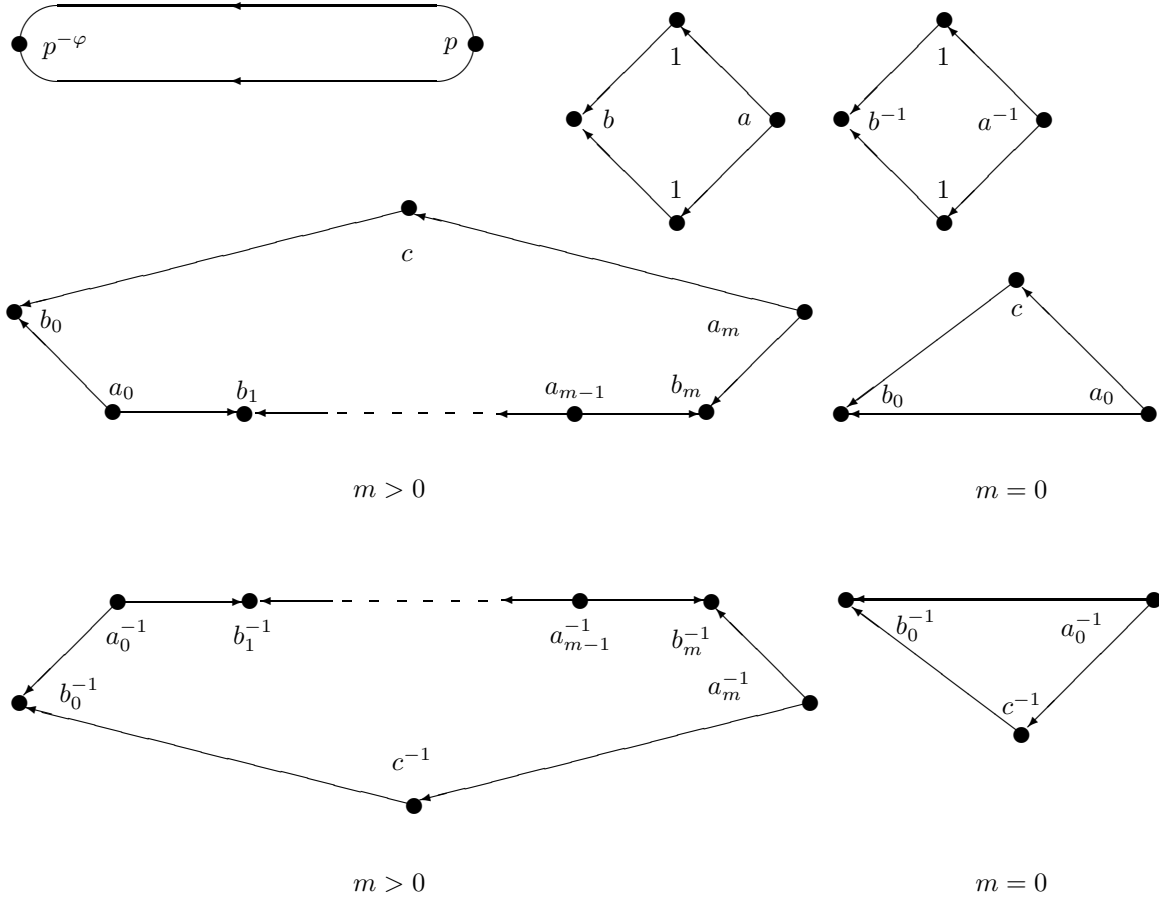 p^{-φ} p
1 1
b a b^{-1} a^{-1}
1 1
c
b_0 a_m c
a_0 b_1 a_{m-1} b_m b_0 a_0
m > 0 m = 0
a_0^{-1} b_1^{-1} a_{m-1}^{-1} b_m^{-1} b_0^{-1} a_0^{-1}
b_0^{-1} a_m^{-1} c^{-1}
c^{-1}
m > 0 m = 0